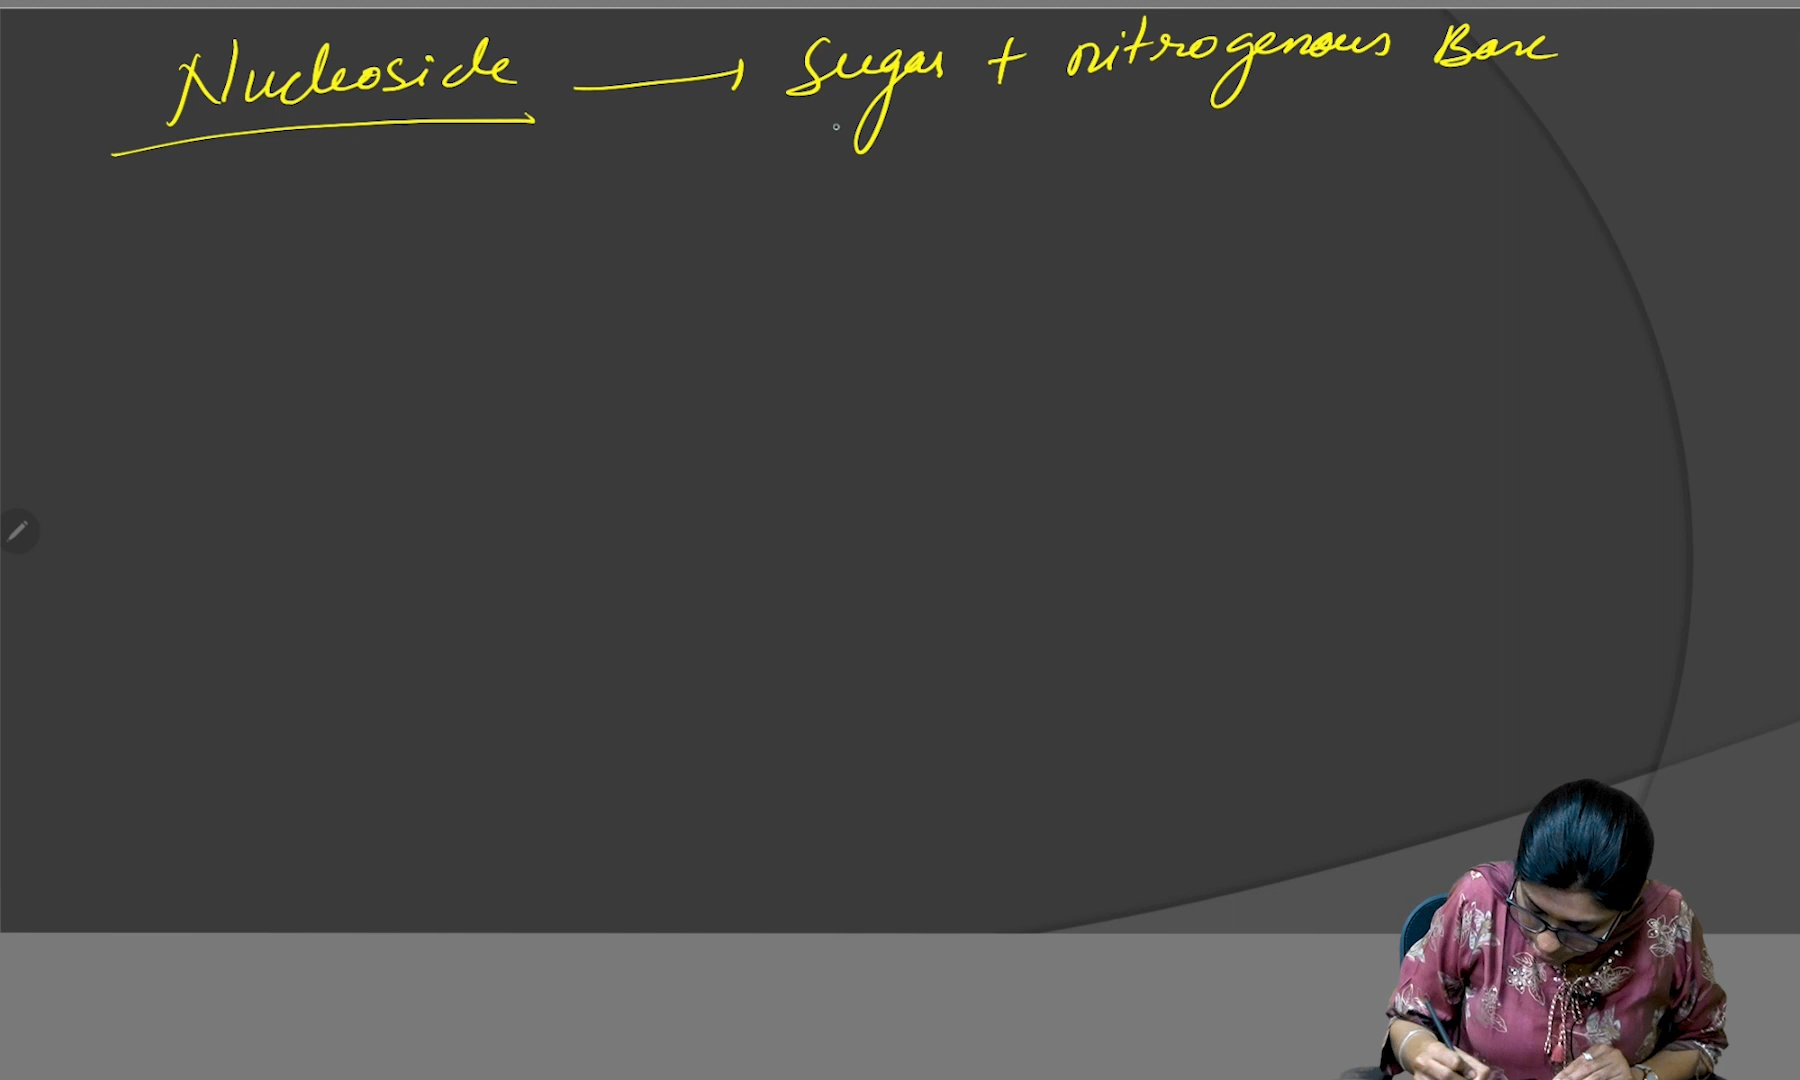 Nucleoside → Sugar + nitrogenous Base